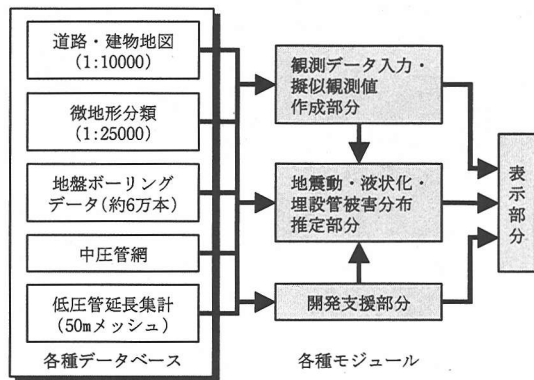 道路・建物地図
(1:10000)
微地形分類
(1:25000)
地盤ボーリング
データ(約6万本)
中圧管網
低圧管延長集計
(50mメッシュ)
各種データベース
観測データ入力・
擬似観測値
作成部分
地震動・液状化・
埋設管被害分布
推定部分
開発支援部分
各種モジュール
表示部分